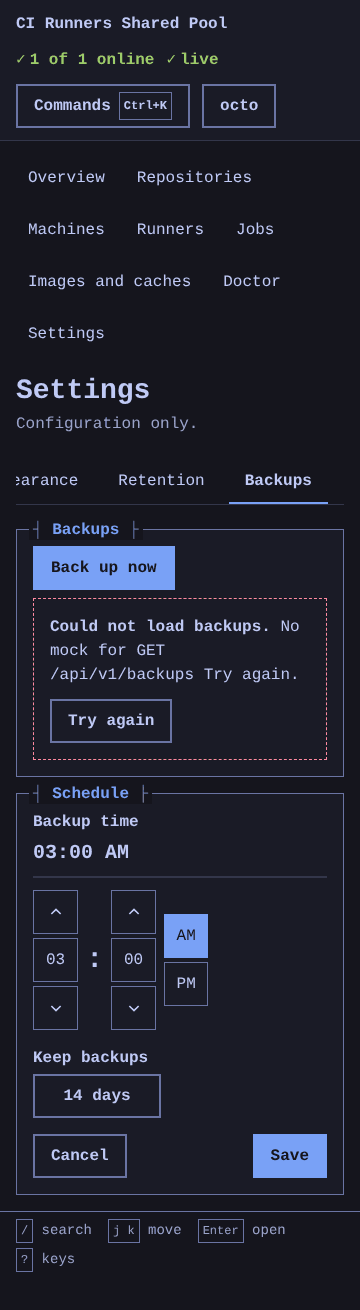 CI Runners Shared Pool
✓ 1 of 1 online ✓ live
Commands Ctrl+K octo
Overview Repositories
Machines Runners Jobs
Images and caches Doctor
Settings
Settings
Configuration only.
earance Retention Backups
Backups
Back up now
Could not load backups. No
mock for GET
/api/v1/backups Try again.
Try again
Schedule
Backup time
03:00 AM
03 : 00 AM
PM
Keep backups
14 days
Cancel Save
/ search j k move Enter open
? keys